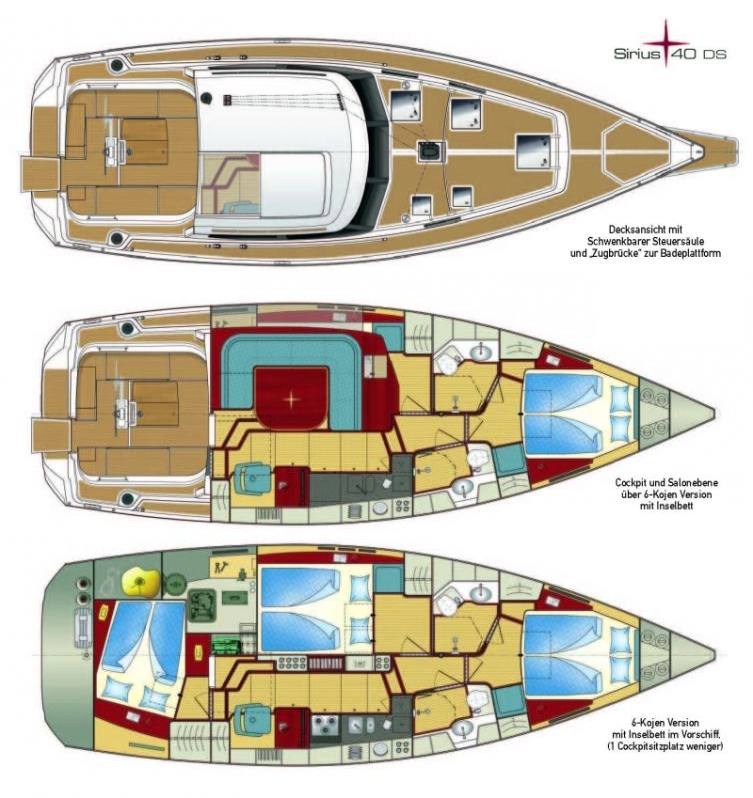 Sirius 40 DS
Decksansicht mit
Schwenkbarer Steuersäule
und „Zugbrücke“ zur Badeplattform
Cockpit und Salonebene
über 6-Kojen Version
mit Inselbett
6-Kojen Version
mit Inselbett im Vorschiff.
(1 Cockpitsitzplatz weniger)